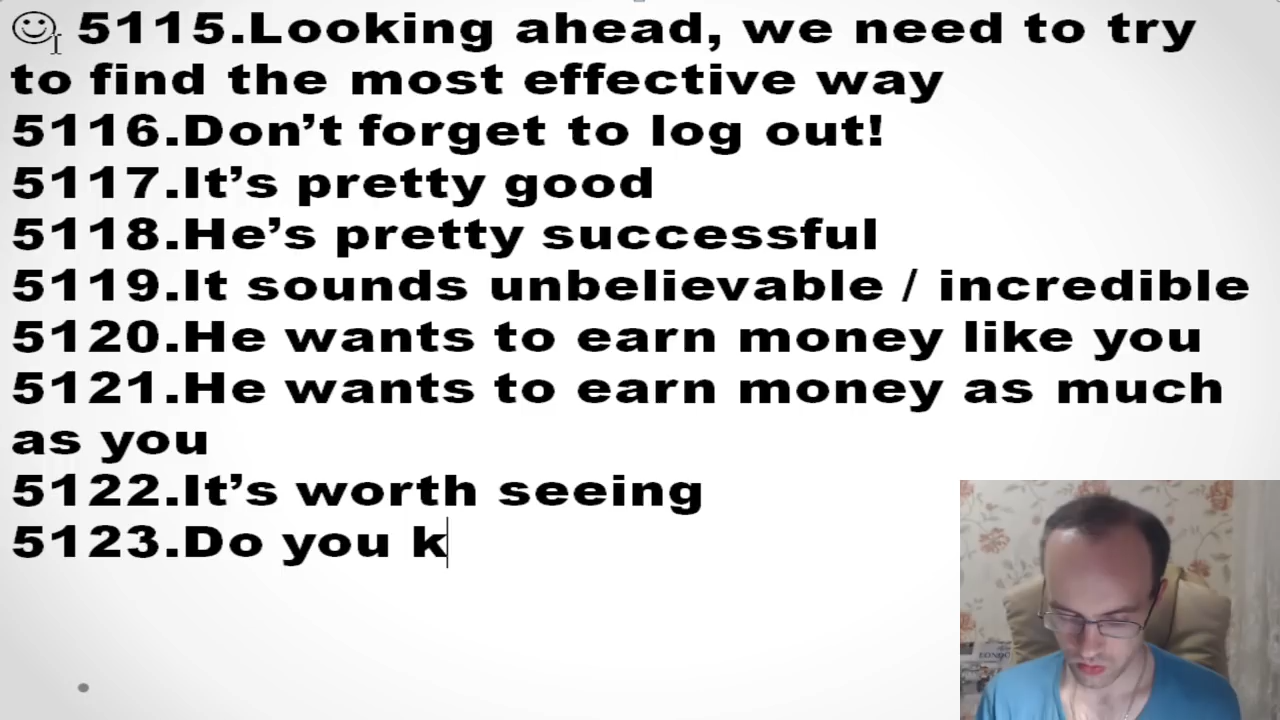 ☺ 5115.Looking ahead, we need to try
to find the most effective way
5116.Don’t forget to log out!
5117.It’s pretty good
5118.He’s pretty successful
5119.It sounds unbelievable / incredible
5120.He wants to earn money like you
5121.He wants to earn money as much
as you
5122.It’s worth seeing
5123.Do you k